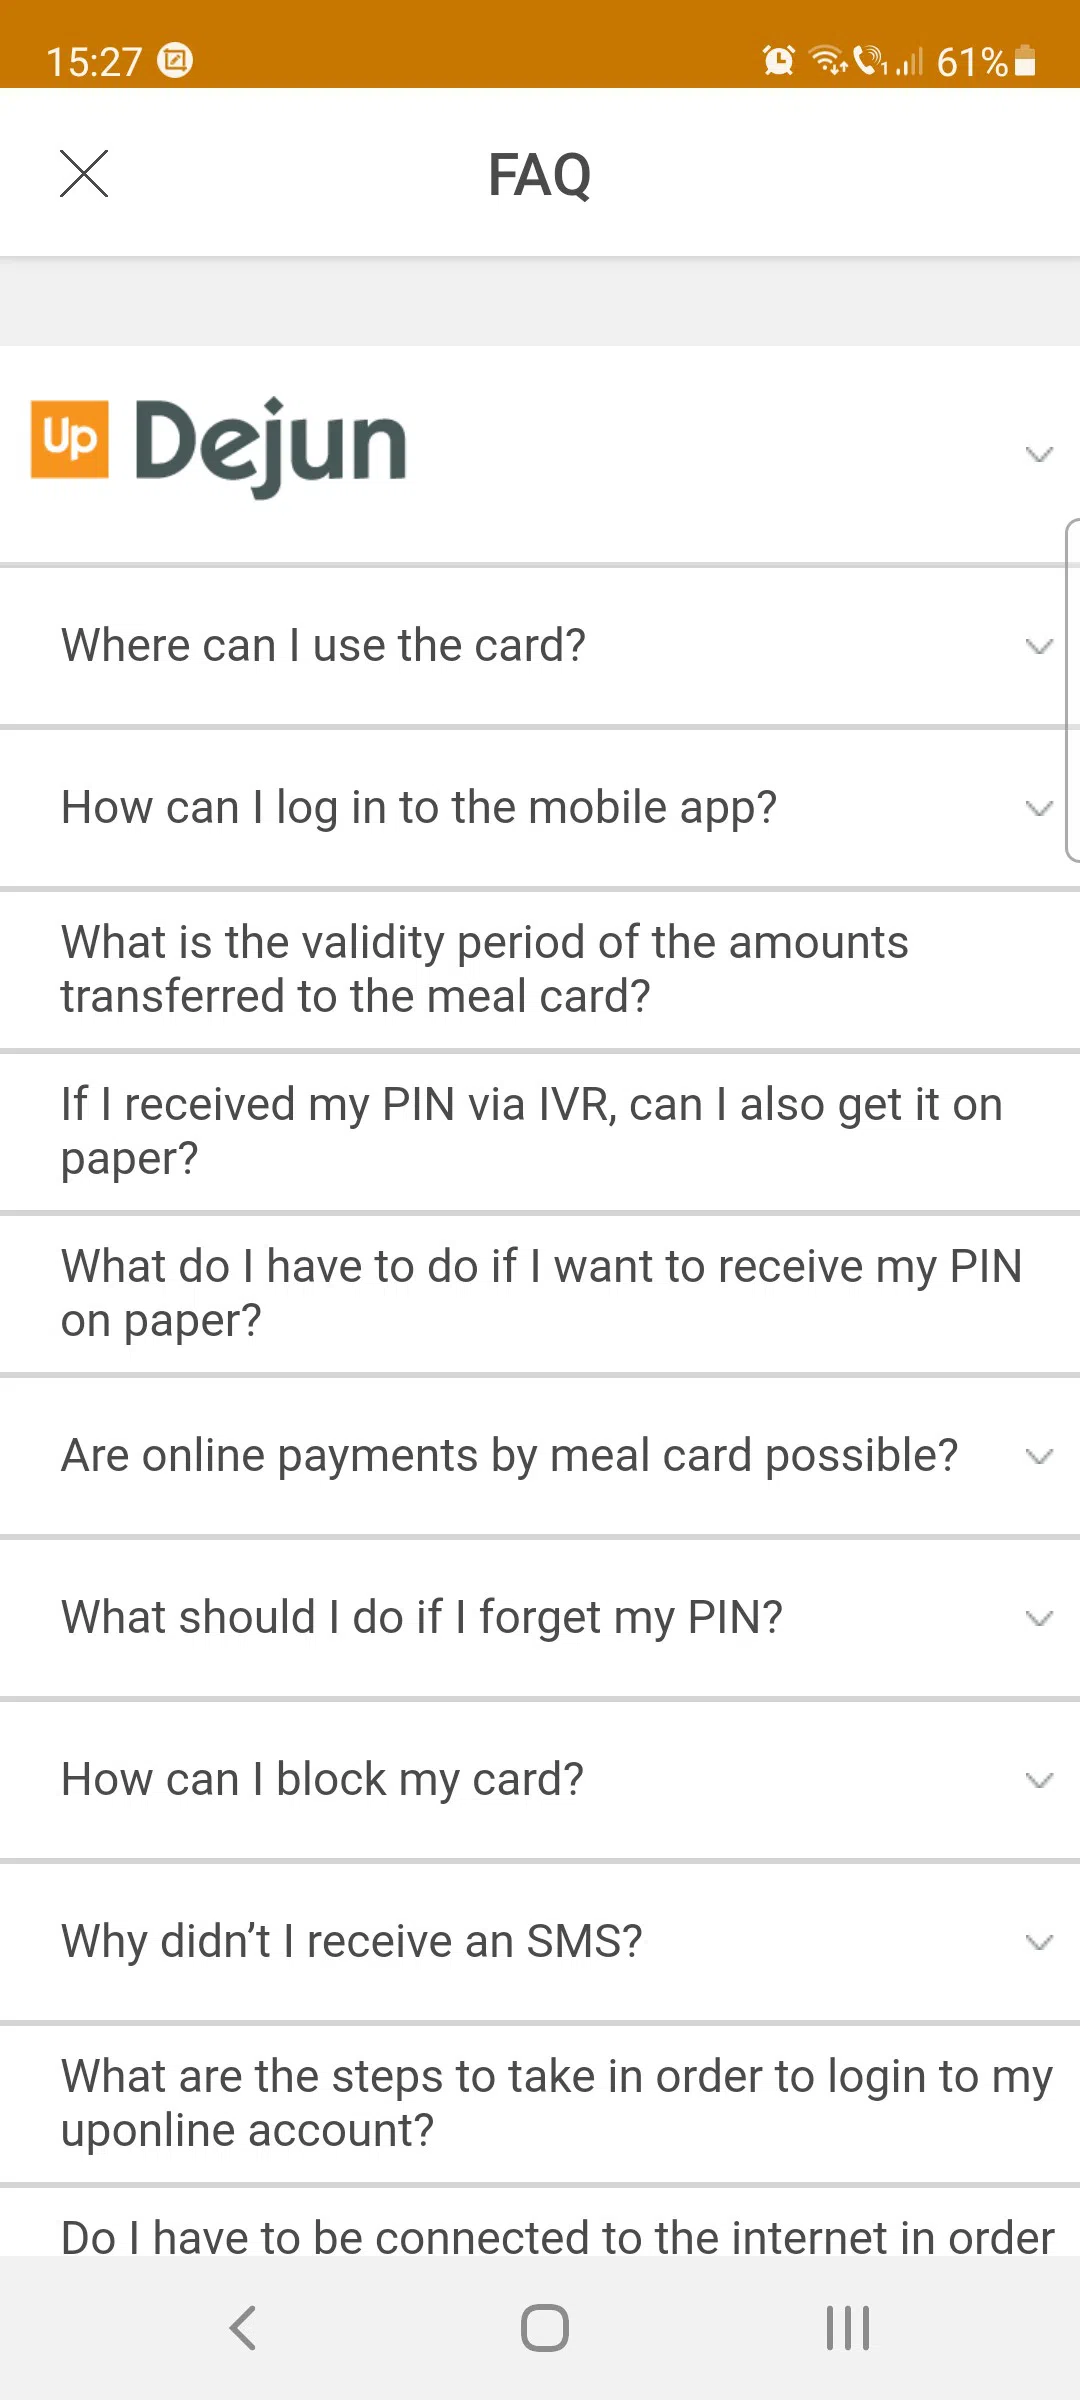 15:27
1
61%
FAQ
Up Dejun
Where can I use the card?
How can I log in to the mobile app?
What is the validity period of the amounts
transferred to the meal card?
If I received my PIN via IVR, can I also get it on
paper?
What do I have to do if I want to receive my PIN
on paper?
Are online payments by meal card possible?
What should I do if I forget my PIN?
How can I block my card?
Why didn’t I receive an SMS?
What are the steps to take in order to login to my
uponline account?
Do I have to be connected to the internet in order